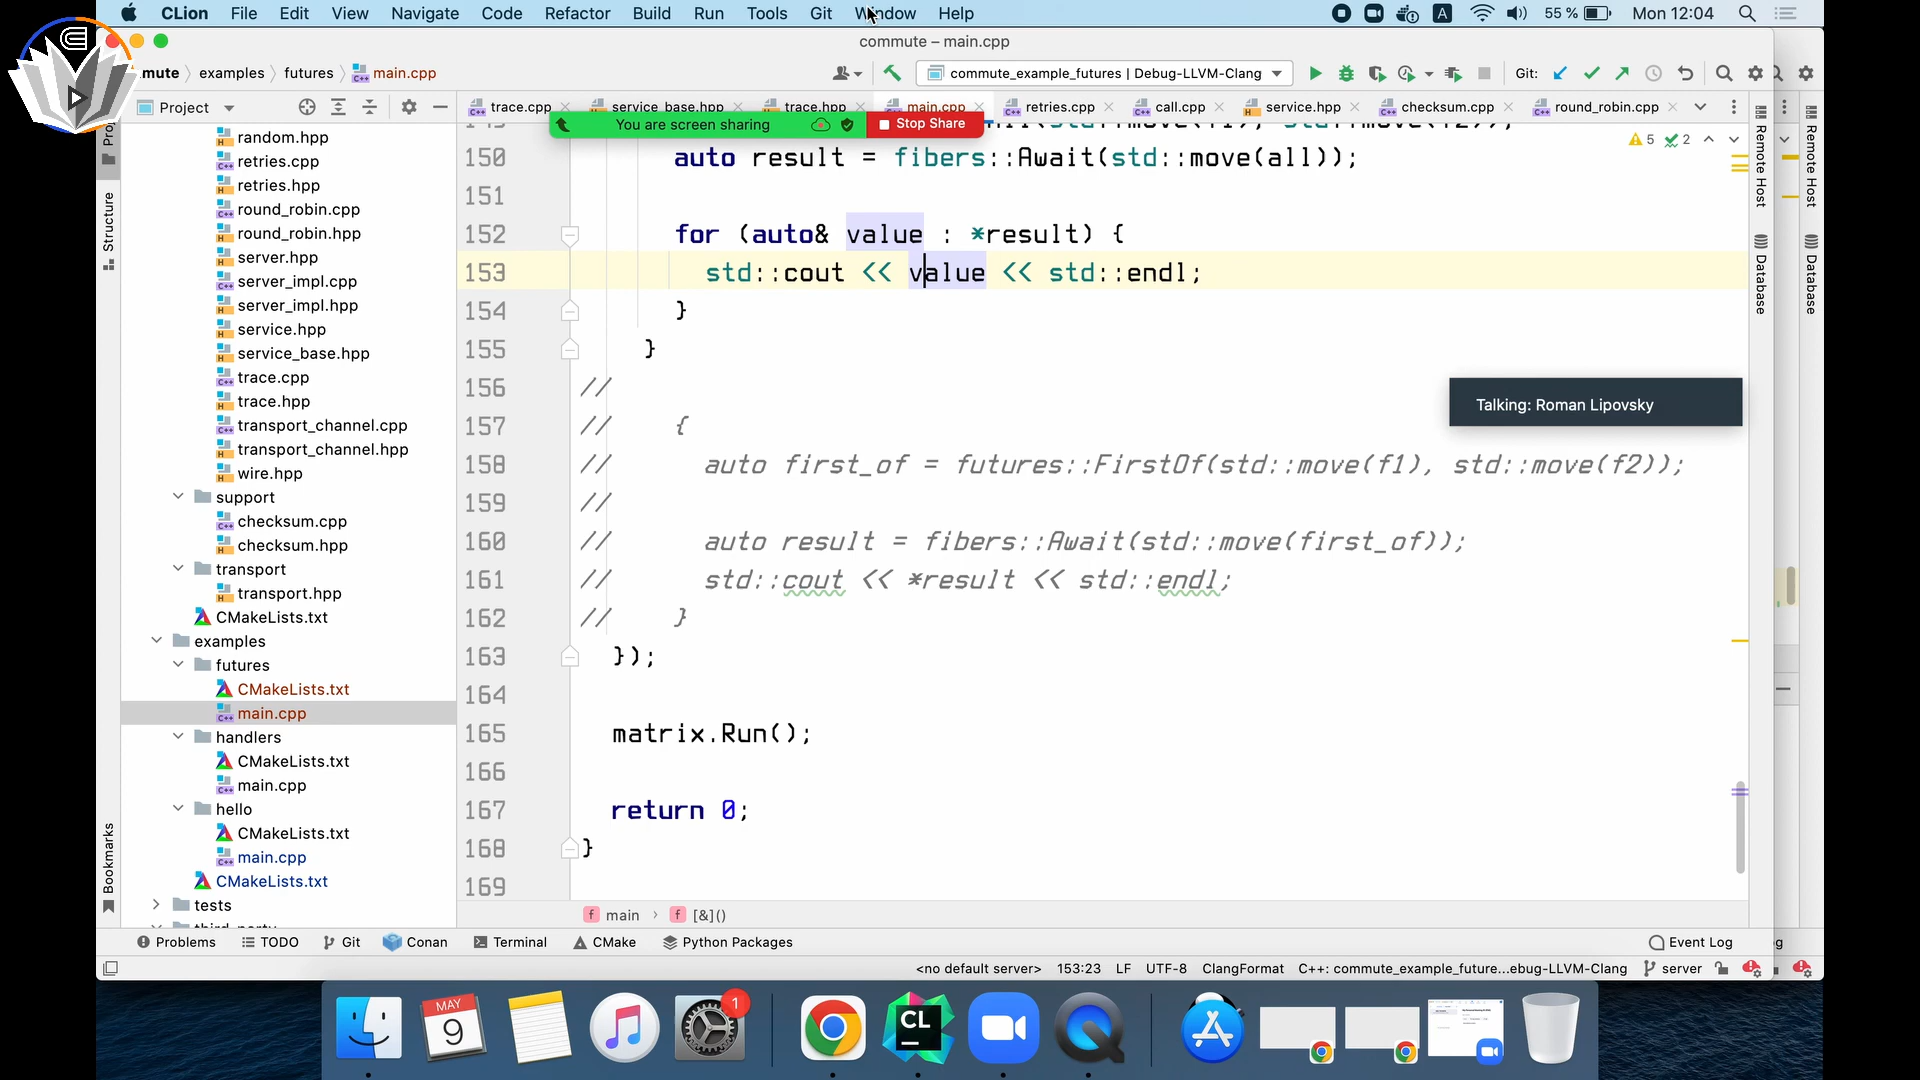 CLion File Edit View Navigate Code Refactor Build Run Tools Git Window Help
A 55 % Mon 12:04
commute – main.cpp
mute examples futures main.cpp
commute_example_futures | Debug-LLVM-Clang
Git:
Project
trace.cpp service_base.hpp trace.hpp main.cpp retries.cpp call.cpp service.hpp checksum.cpp round_robin.cpp
You are screen sharing Stop Share
5 2
random.hpp
retries.cpp
retries.hpp
round_robin.cpp
round_robin.hpp
server.hpp
server_impl.cpp
server_impl.hpp
service.hpp
service_base.hpp
trace.cpp
trace.hpp
transport_channel.cpp
transport_channel.hpp
wire.hpp
support
checksum.cpp
checksum.hpp
transport
transport.hpp
CMakeLists.txt
examples
futures
CMakeLists.txt
main.cpp
handlers
CMakeLists.txt
main.cpp
hello
CMakeLists.txt
main.cpp
CMakeLists.txt
tests
Structure
Bookmarks
150 auto result = fibers::Await(std::move(all));
151
152 for (auto& value : *result) {
153 std::cout << value << std::endl;
154 }
155 }
156 //
157 // {
158 // auto first_of = futures::FirstOf(std::move(f1), std::move(f2));
159 //
160 // auto result = fibers::Await(std::move(first_of));
161 // std::cout << *result << std::endl;
162 // }
163 });
164
165 matrix.Run();
166
167 return 0;
168 }
169
Talking: Roman Lipovsky
Remote Host
Database
Remote Host
Database
f main f [&]()
Problems TODO Git Conan Terminal CMake Python Packages Event Log
<no default server> 153:23 LF UTF-8 ClangFormat C++: commute_example_future...ebug-LLVM-Clang server
MAY
9
1
CL